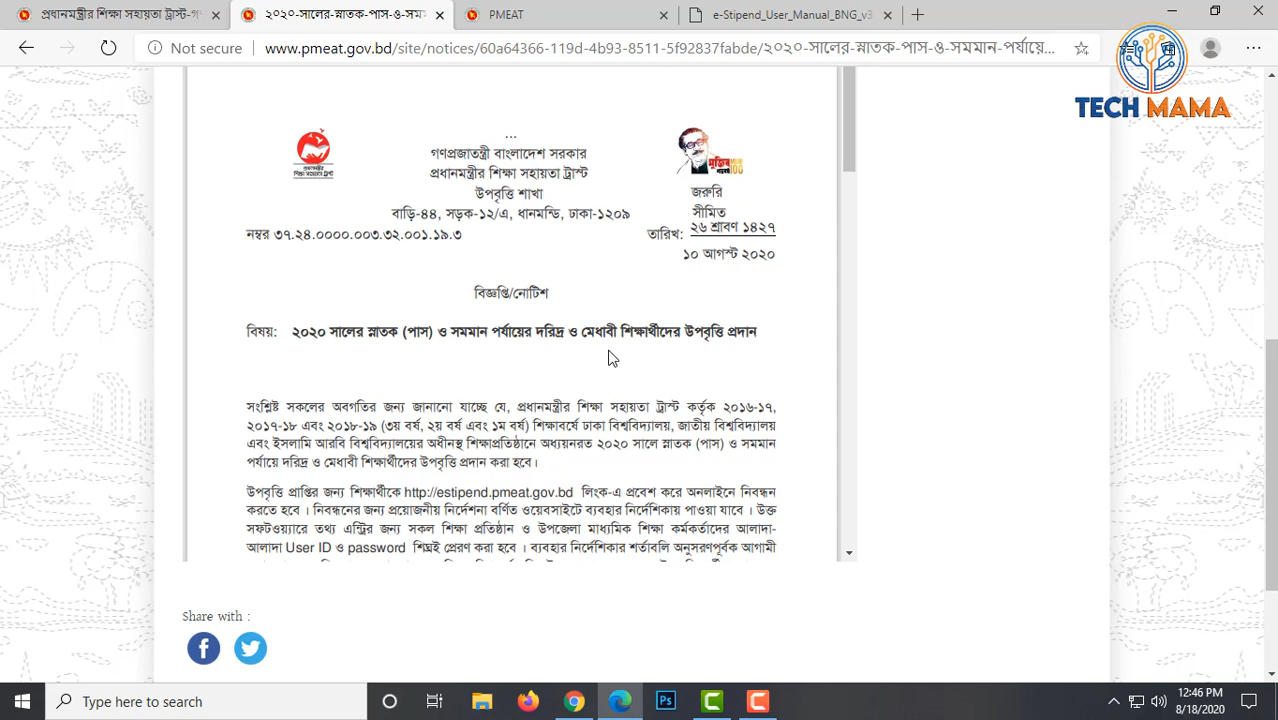 প্রধানমন্ত্রীর শিক্ষা সহায়তা ট্রাস্ট-গ
২০২০-সালের-স্নাতক-পাস-ও-সম
PMEAT
e-Stipend_User_Manual_BNG_v3
Not secure
www.pmeat.gov.bd/site/notices/60a64366-119d-4b93-8511-5f92837fabde/২০২০-সালের-স্নাতক-পাস-ও-সমমান-পর্যায়ে...
TECH MAMA
...
গণপ্রজাতন্ত্রী বাংলাদেশ সরকার
প্রধানমন্ত্রীর শিক্ষা সহায়তা ট্রাস্ট
উপবৃত্তি শাখা
বাড়ি-৪৪, সড়ক-১২/এ, ধানমন্ডি, ঢাকা-১২০৯
জরুরি
সীমিত
নম্বর ৩৭.২৪.০০০০.০০৩.৩২.০০১.১৯.৩
তারিখ: ২৬ শ্রাবণ ১৪২৭
১০ আগস্ট ২০২০
বিজ্ঞপ্তি/নোটিশ
বিষয়: ২০২০ সালের স্নাতক (পাস) ও সমমান পর্যায়ের দরিদ্র ও মেধাবী শিক্ষার্থীদের উপবৃত্তি প্রদান
সংশ্লিষ্ট সকলের অবগতির জন্য জানানো যাচ্ছে যে, প্রধানমন্ত্রীর শিক্ষা সহায়তা ট্রাস্ট কর্তৃক ২০১৬-১৭,
২০১৭-১৮ এবং ২০১৮-১৯ (৩য় বর্ষ, ২য় বর্ষ এবং ১ম বর্ষ) শিক্ষাবর্ষে ঢাকা বিশ্ববিদ্যালয়, জাতীয় বিশ্ববিদ্যালয়
এবং ইসলামি আরবি বিশ্ববিদ্যালয়ের অধীনস্থ শিক্ষাপ্রতিষ্ঠানে অধ্যয়নরত ২০২০ সালে স্নাতক (পাস) ও সমমান
পর্যায়ে দরিদ্র ও মেধাবী শিক্ষার্থীদের উপবৃত্তি প্রদান করা হবে।
উপবৃত্তি প্রাপ্তির জন্য শিক্ষার্থীকে http://estipend.pmeat.gov.bd লিংক-এ প্রবেশ করে অনলাইনে নিবন্ধন
করতে হবে । নিবন্ধনের জন্য প্রয়োজনীয় নির্দেশনা বর্ণিত ওয়েবসাইটে ব্যবহার নির্দেশিকায় পাওয়া যাবে । উক্ত
সফটওয়্যারে তথ্য এন্ট্রির জন্য সকল শিক্ষা প্রতিষ্ঠান ও উপজেলা মাধ্যমিক শিক্ষা কর্মকর্তাদের আলাদা-
আলাদা User ID ও password শিঘ্রই প্রেরণ করা হবে । ব্যবহার নির্দেশিকার শর্তাবলি অনুসরণপূর্বক আগামী
Share with :
Type here to search
12:46 PM
8/18/2020